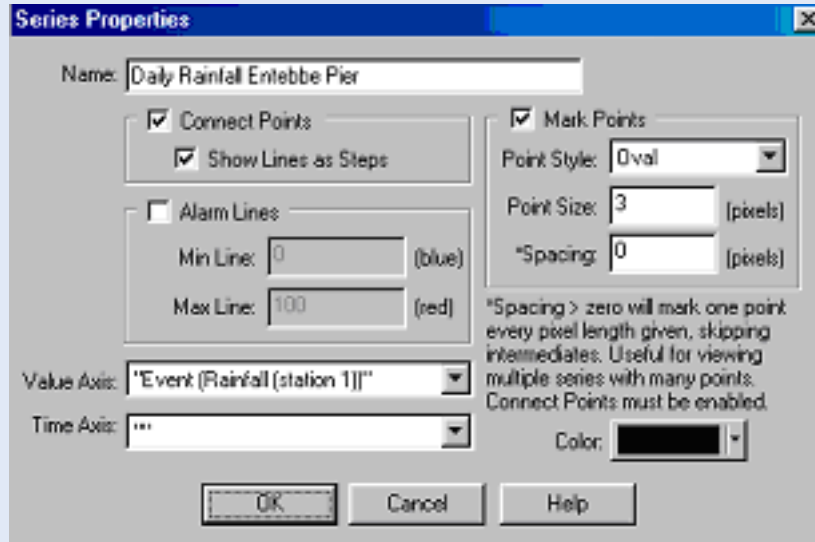 Series Properties
Name: Daily Rainfall Entebbe Pier
Connect Points
Show Lines as Steps
Alarm Lines
Min Line: 0 (blue)
Max Line: 100 (red)
Mark Points
Point Style: Oval
Point Size: 3 (pixels)
*Spacing: 0 (pixels)
*Spacing > zero will mark one point
every pixel length given, skipping
intermediates. Useful for viewing
multiple series with many points.
Connect Points must be enabled.
Value Axis: "Event (Rainfall (station 1))"
Time Axis: ""
Color:
OK Cancel Help